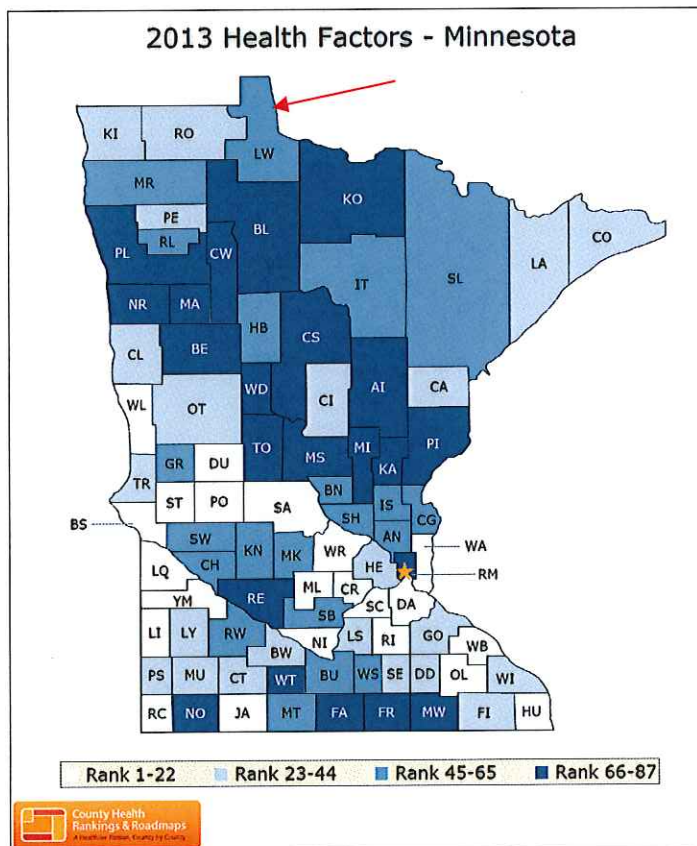 2013 Health Factors - Minnesota
KI
RO
LW
MR
PE
RL
PL
CW
BL
KO
IT
SL
LA
CO
NR
MA
HB
CS
CL
BE
WD
CI
AI
CA
WL
OT
TO
MS
MI
KA
PI
GR
DU
TR
ST
PO
SA
BN
SH
IS
AN
CG
BS
SW
KN
MK
WR
HE
WA
RM
CH
LQ
YM
RE
ML
CR
SC
DA
SB
LI
LY
RW
NI
LS
RI
GO
WB
BW
PS
MU
CT
WT
BU
WS
SE
DD
OL
WI
RC
NO
JA
MT
FA
FR
MW
FI
HU
Rank 1-22 Rank 23-44 Rank 45-65 Rank 66-87
County Health
Rankings & Roadmaps
A Healthier Nation, County by County